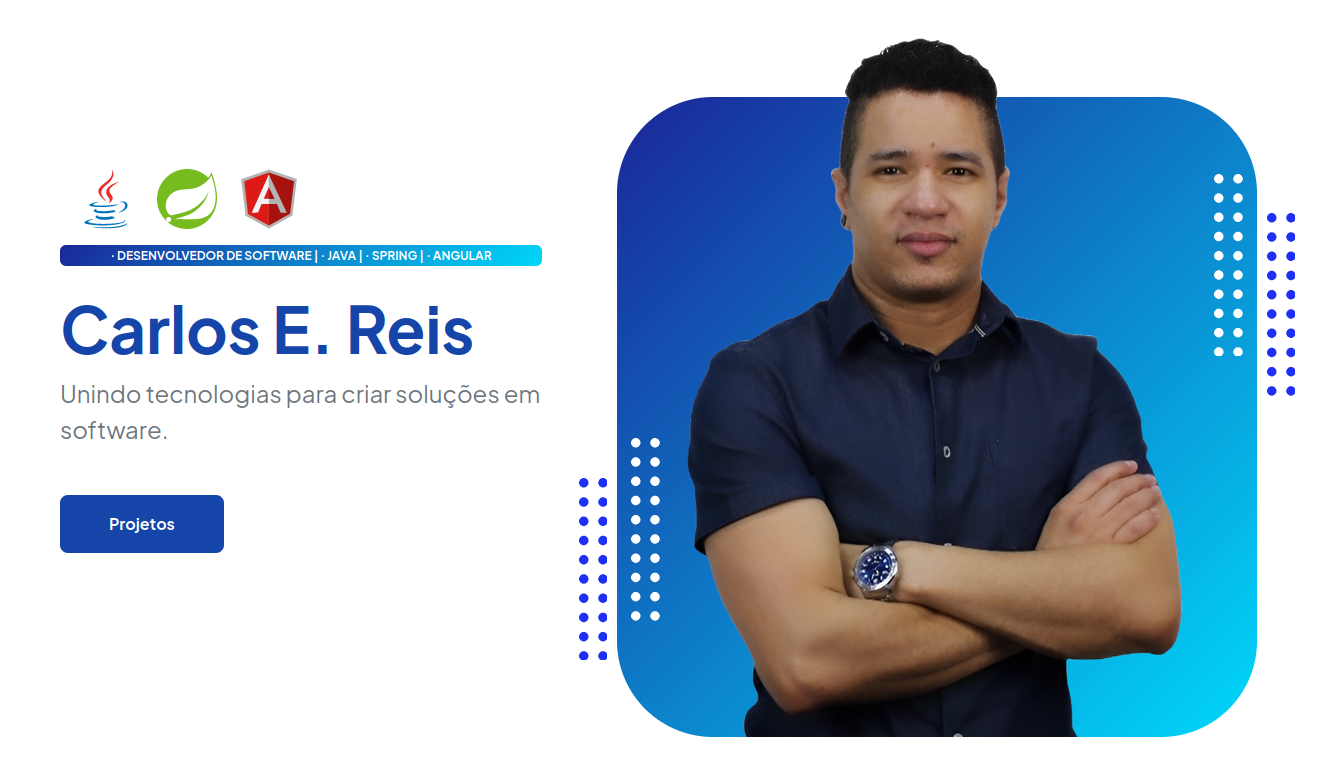 · DESENVOLVEDOR DE SOFTWARE | · JAVA | · SPRING | · ANGULAR
Carlos E. Reis
Unindo tecnologias para criar soluções em
software.
Projetos